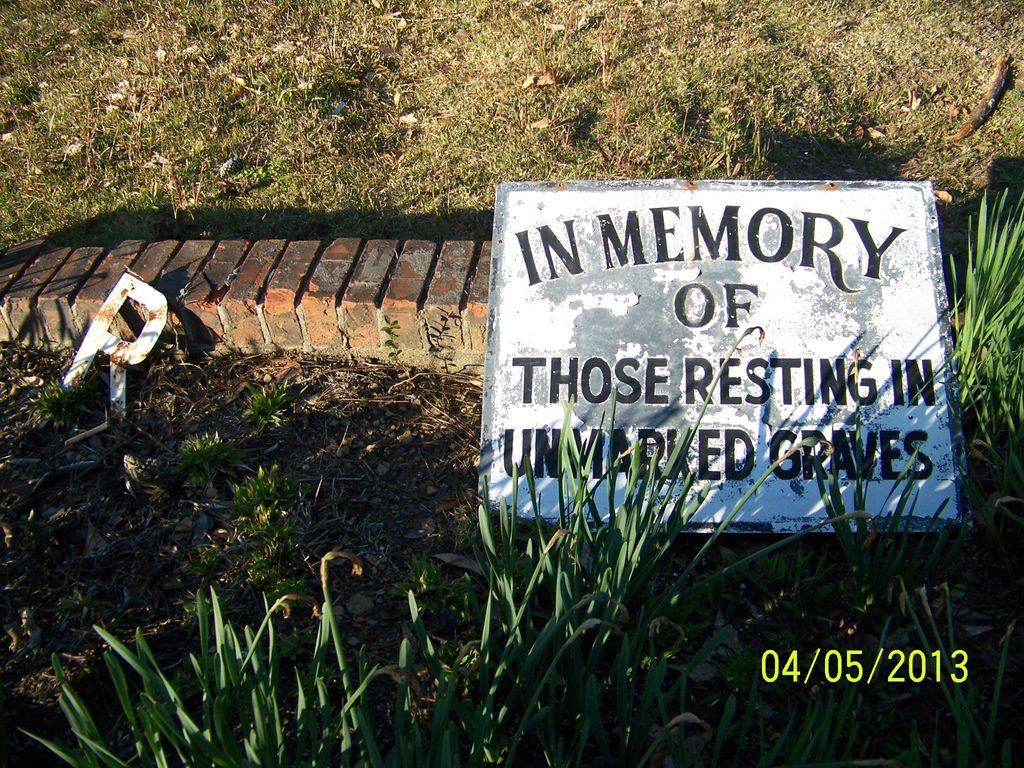 IN MEMORY
OF
THOSE RESTING IN
UNMARKED GRAVES
R
04/05/2013